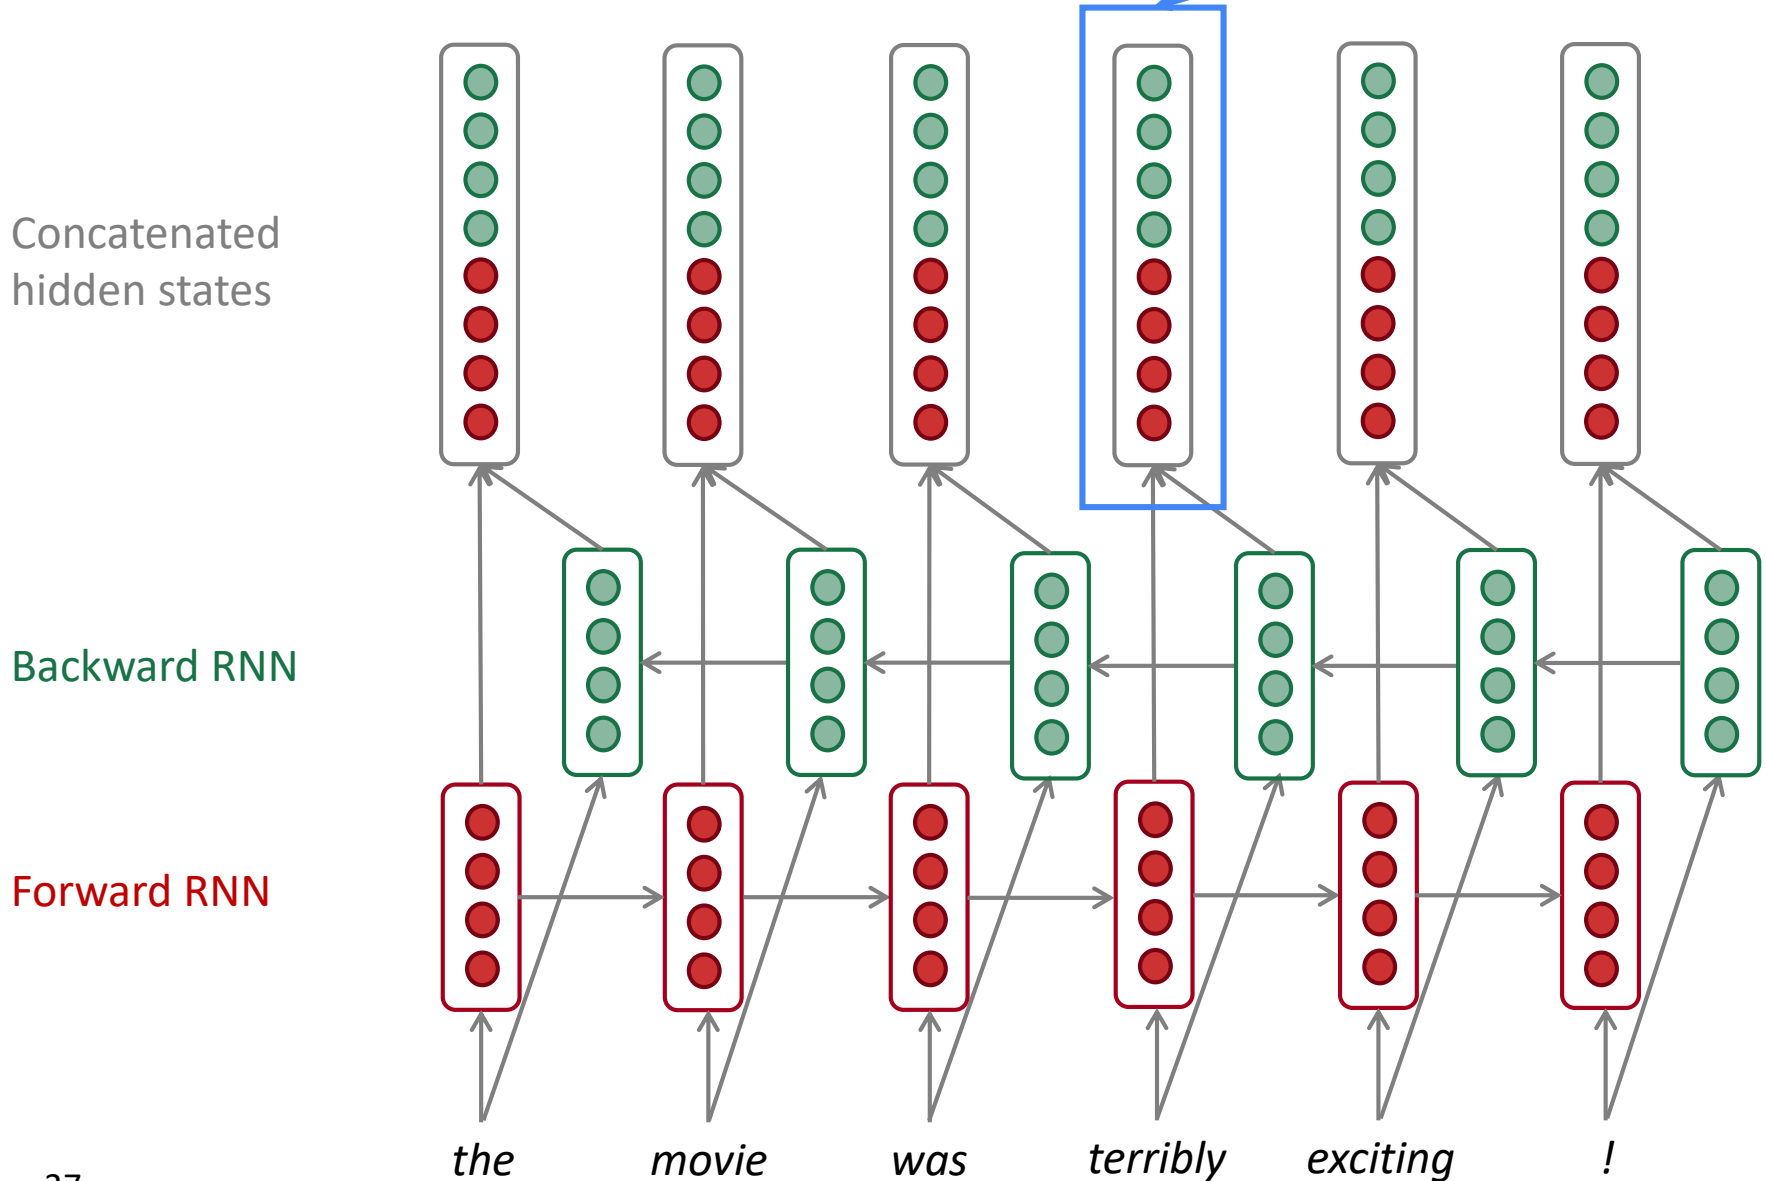 Concatenated
hidden states
Backward RNN
Forward RNN
the movie was terribly exciting !